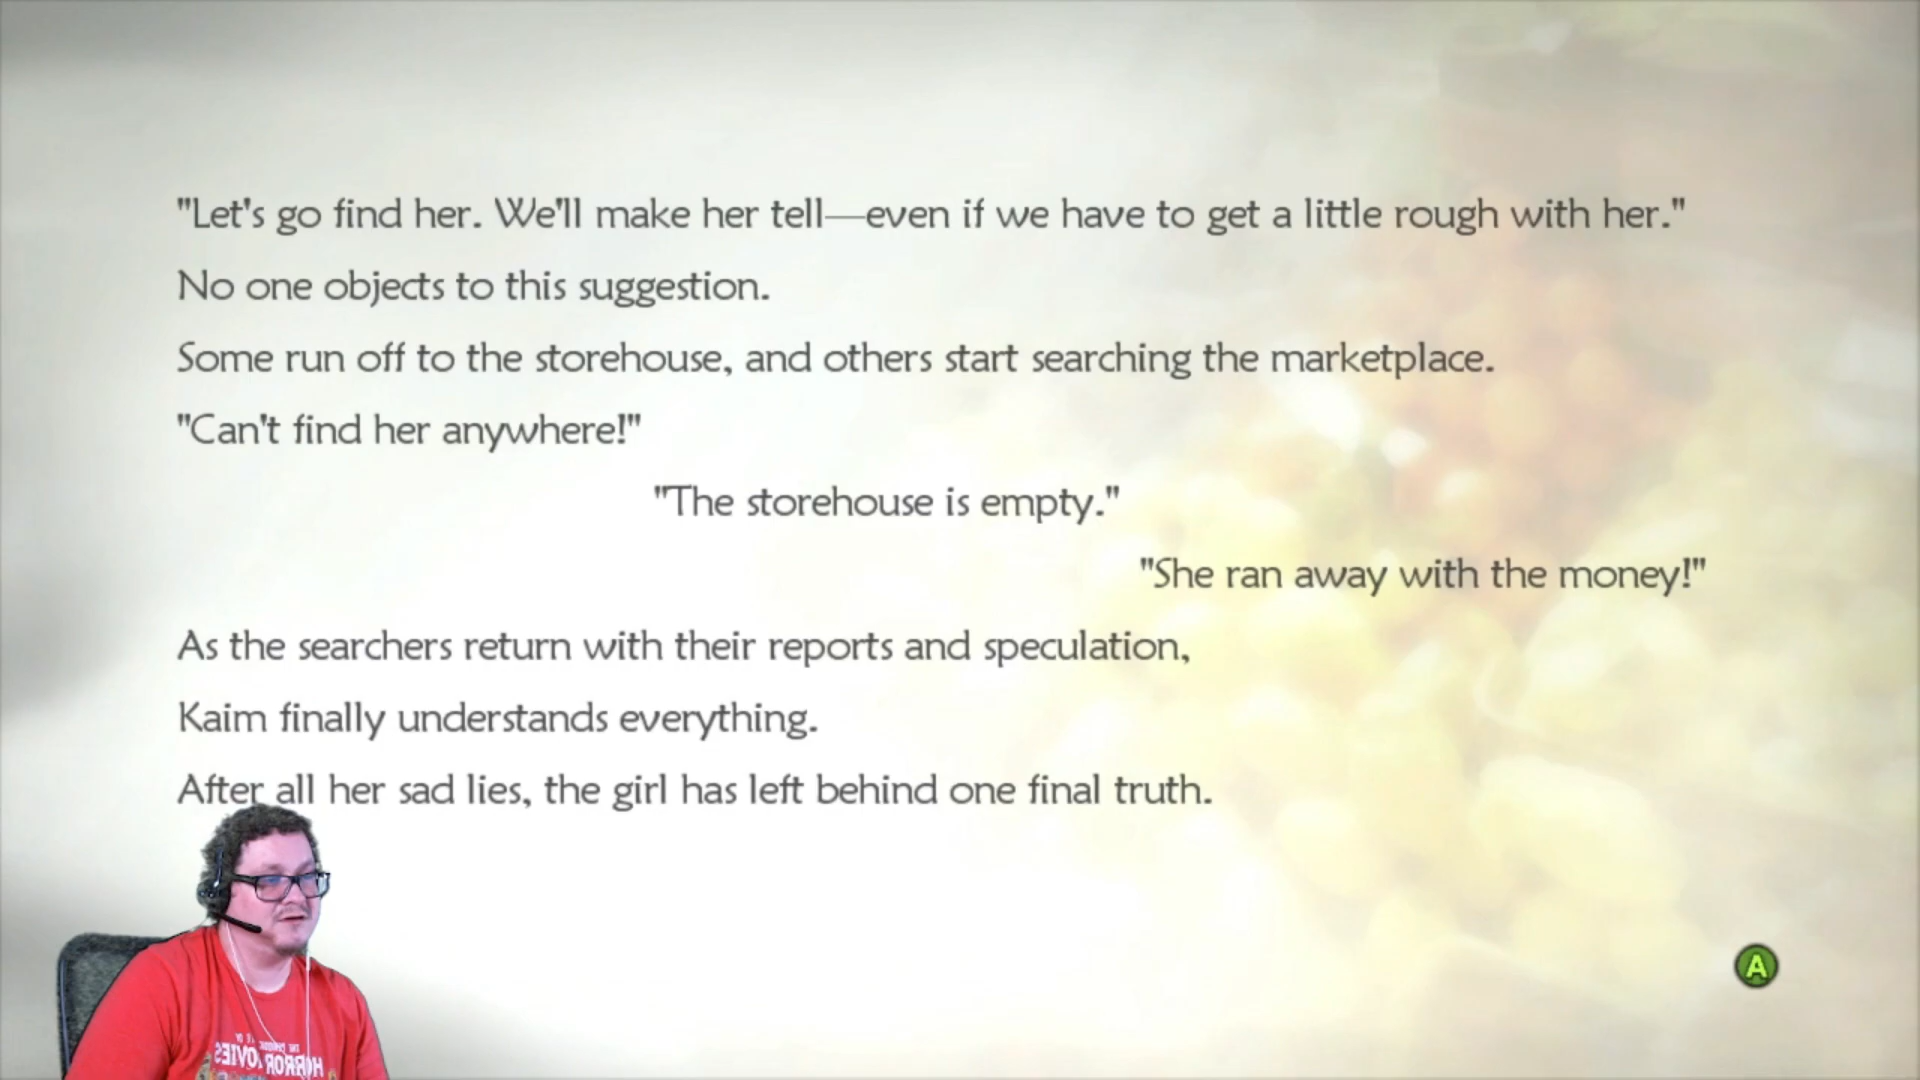 "Let's go find her. We'll make her tell—even if we have to get a little rough with her."
No one objects to this suggestion.
Some run off to the storehouse, and others start searching the marketplace.
"Can't find her anywhere!"
"The storehouse is empty."
"She ran away with the money!"
As the searchers return with their reports and speculation,
Kaim finally understands everything.
After all her sad lies, the girl has left behind one final truth.
A
HORROR MOVIES